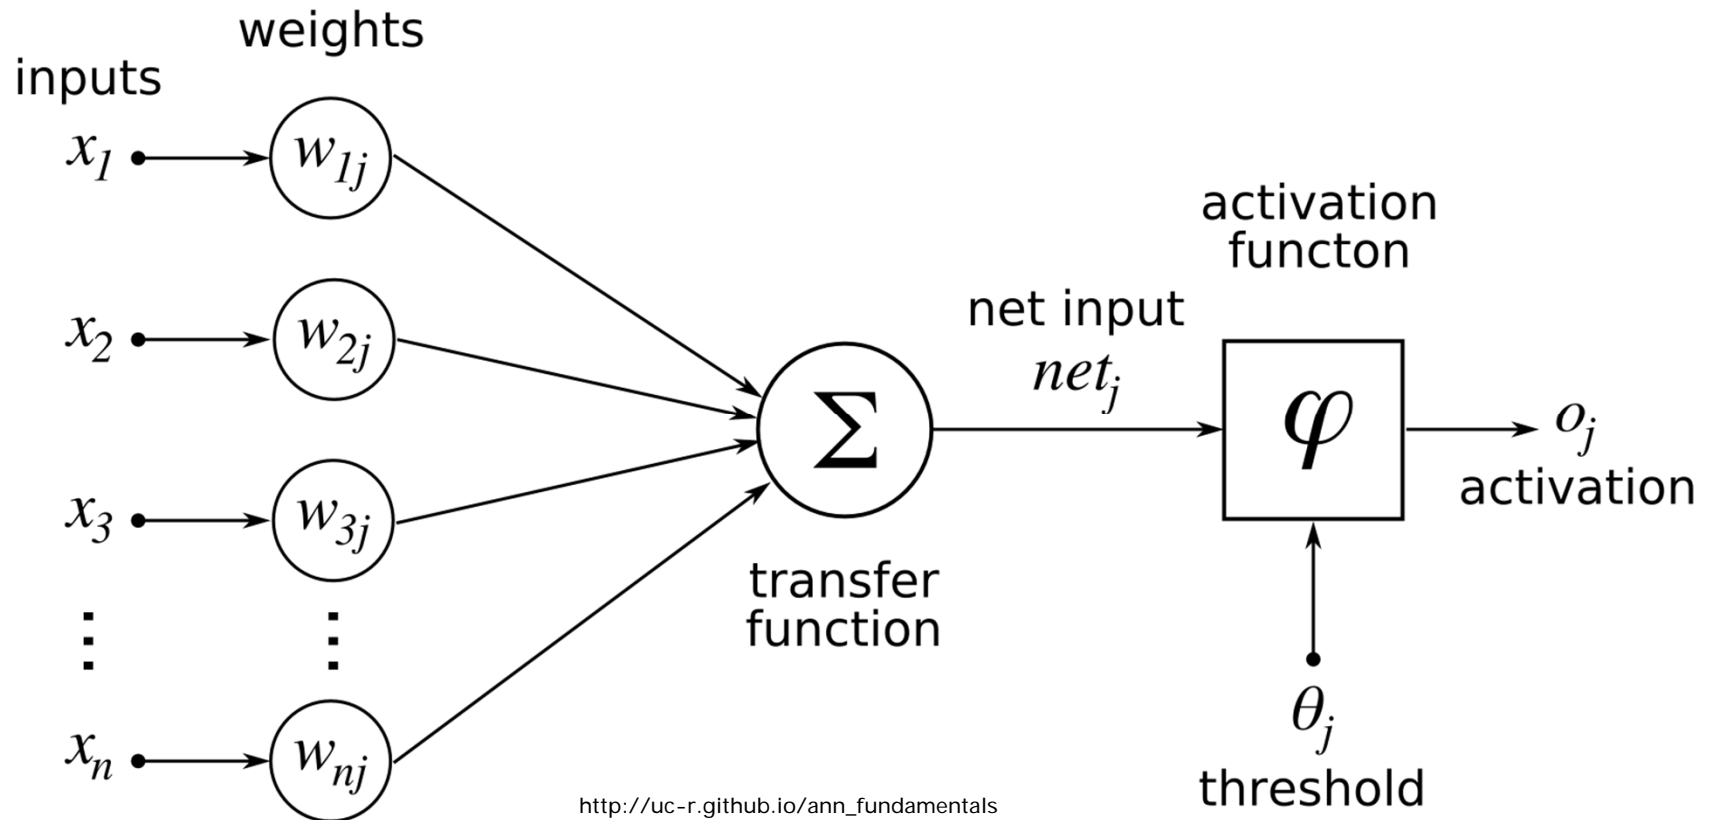 weights
inputs
x1
w1j
x2
w2j
x3
w3j
⋮ ⋮
xn
wnj
Σ
transfer
function
net input
netj
activation
functon
φ
oj
activation
θj
threshold
http://uc-r.github.io/ann_fundamentals